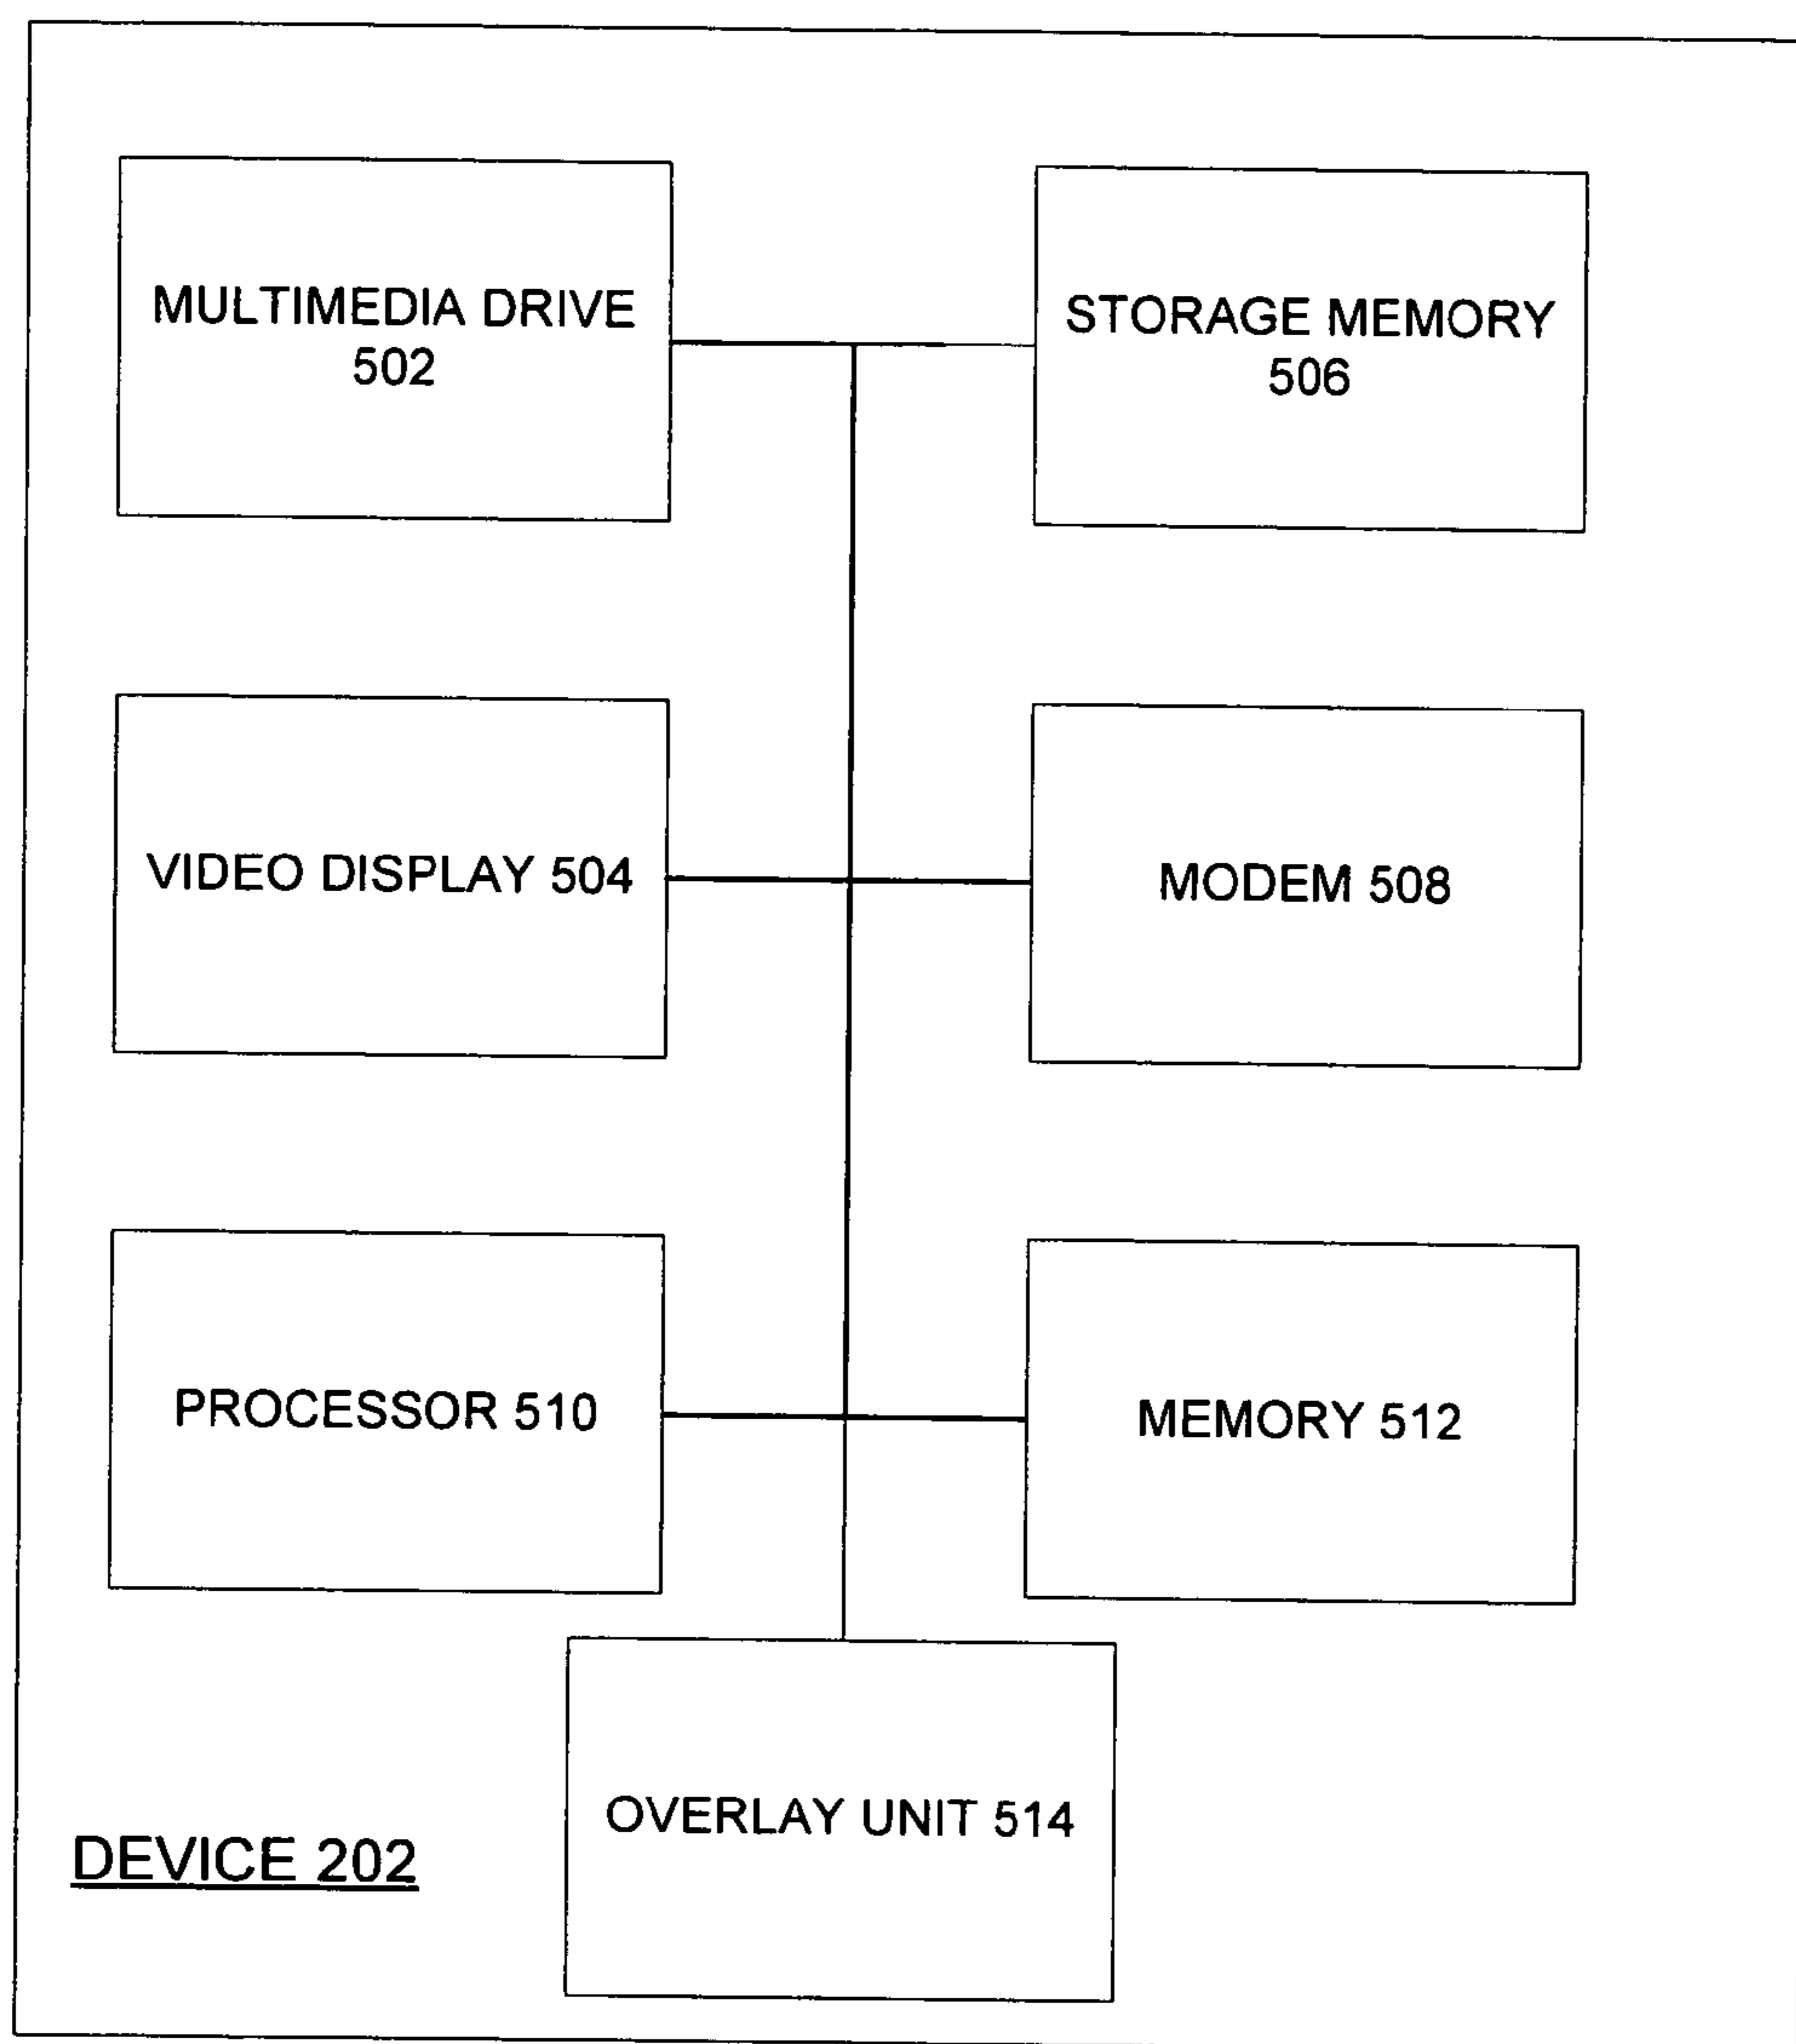 MULTIMEDIA DRIVE
502
STORAGE MEMORY
506
VIDEO DISPLAY 504
MODEM 508
PROCESSOR 510
MEMORY 512
OVERLAY UNIT 514
DEVICE 202